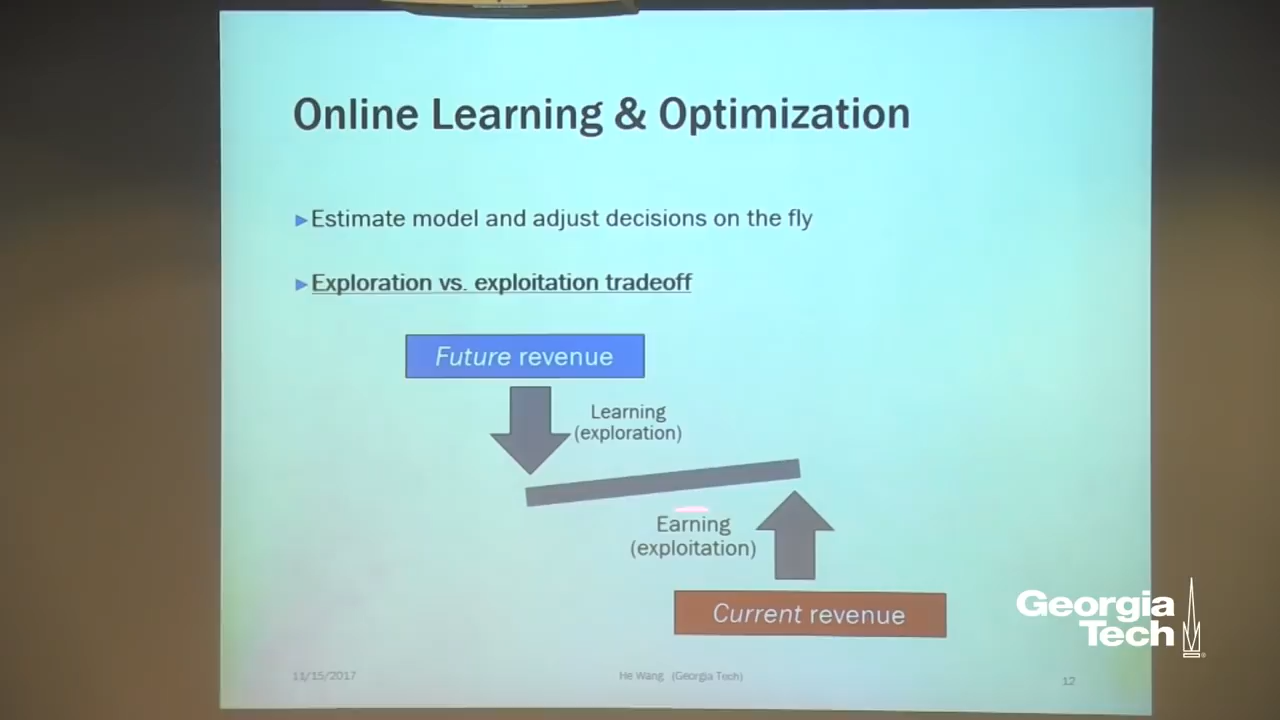 Online Learning & Optimization
►Estimate model and adjust decisions on the fly
►Exploration vs. exploitation tradeoff
Future revenue
Learning
(exploration)
Earning
(exploitation)
Current revenue
Georgia
Tech
11/15/2017
He Wang (Georgia Tech)
12